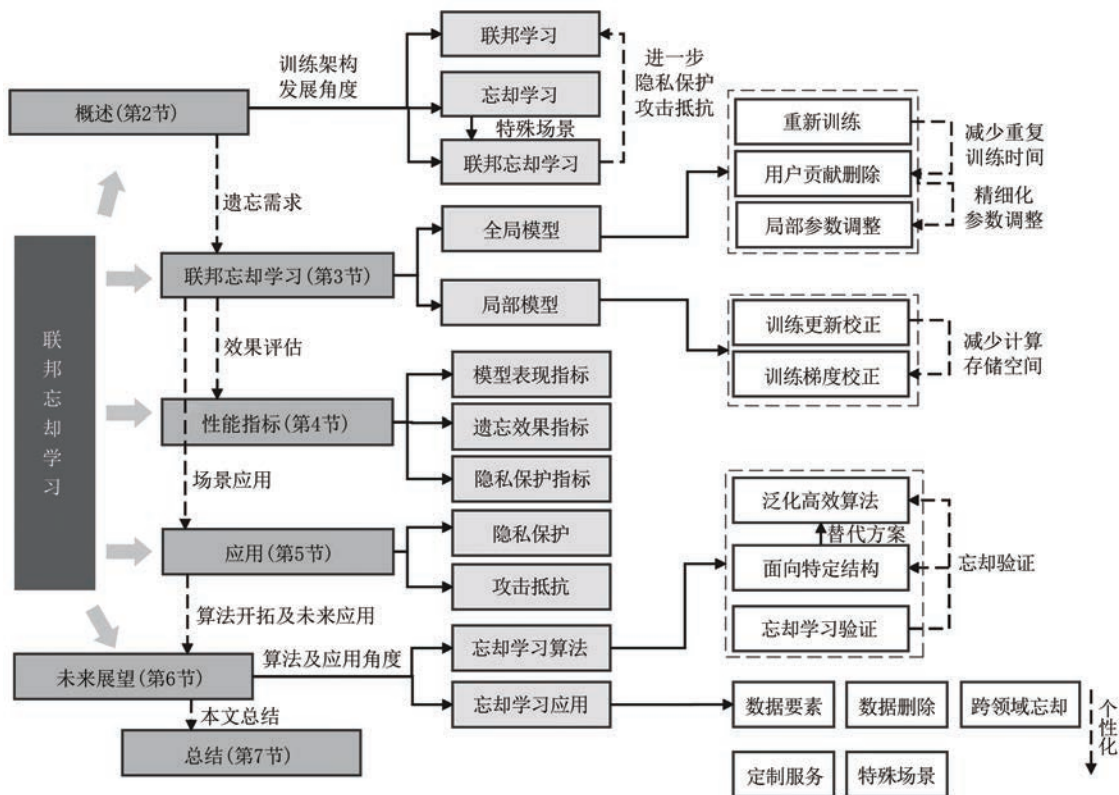 联邦忘却学习
概述(第2节)
训练架构
发展角度
联邦学习
忘却学习
特殊场景
联邦忘却学习
进一步
隐私保护
攻击抵抗
遗忘需求
联邦忘却学习(第3节)
全局模型
局部模型
重新训练
用户贡献删除
局部参数调整
减少重复
训练时间
精细化
参数调整
训练更新校正
训练梯度校正
减少计算
存储空间
效果评估
性能指标(第4节)
模型表现指标
遗忘效果指标
隐私保护指标
场景应用
应用(第5节)
隐私保护
攻击抵抗
算法开拓及未来应用
未来展望(第6节)
算法及应用角度
忘却学习算法
忘却学习应用
泛化高效算法
替代方案
面向特定结构
忘却学习验证
忘却验证
数据要素
数据删除
跨领域忘却
定制服务
特殊场景
个性化
本文总结
总结(第7节)